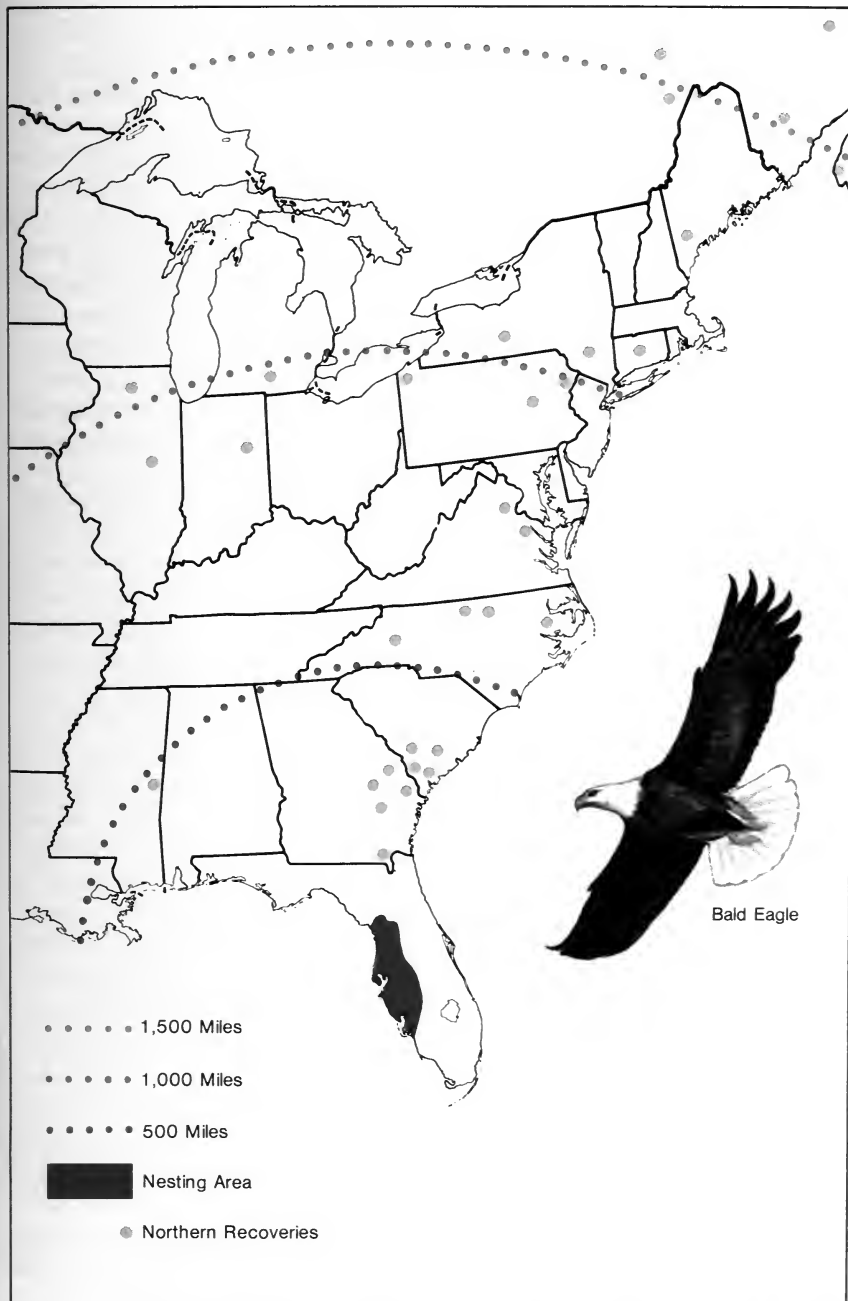 Bald Eagle
1,500 Miles
1,000 Miles
500 Miles
Nesting Area
Northern Recoveries